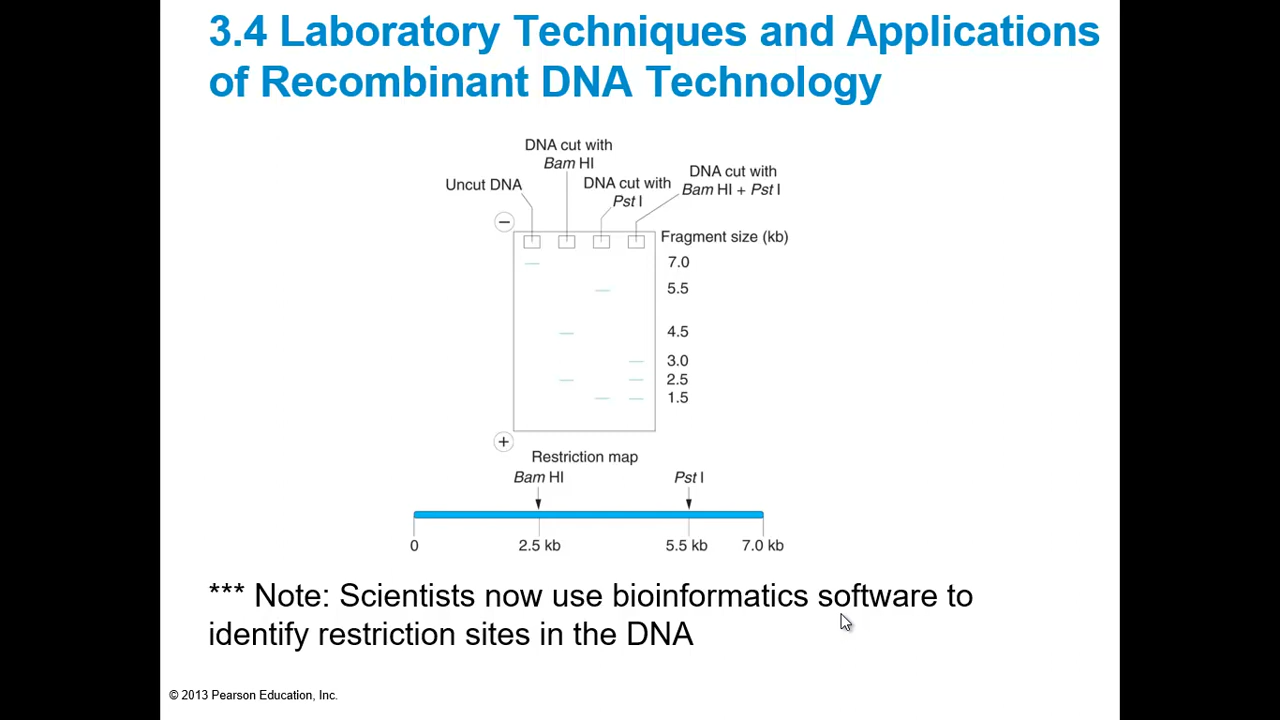 3.4 Laboratory Techniques and Applications
of Recombinant DNA Technology
DNA cut with
Bam HI
Uncut DNA
DNA cut with
Pst I
DNA cut with
Bam HI + Pst I
−
Fragment size (kb)
7.0
5.5
4.5
3.0
2.5
1.5
+
Restriction map
Bam HI
Pst I
0
2.5 kb
5.5 kb
7.0 kb
*** Note: Scientists now use bioinformatics software to
identify restriction sites in the DNA
© 2013 Pearson Education, Inc.